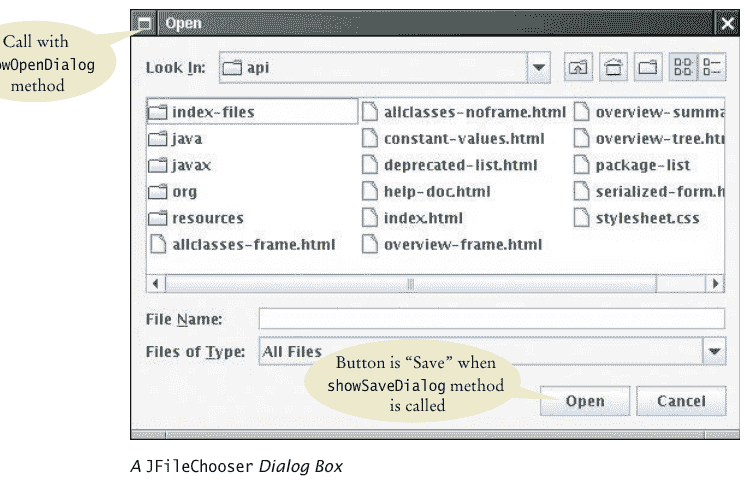 Open
Call with
owOpenDialog
method
Look In: api
index-files
java
javax
org
resources
allclasses-frame.html
allclasses-noframe.html
constant-values.html
deprecated-list.html
help-doc.html
index.html
overview-frame.html
overview-summa
overview-tree.htm
package-list
serialized-form.h
stylesheet.css
File Name:
Files of Type: All Files
Button is “Save” when
showSaveDialog method
is called
Open Cancel
A JFileChooser Dialog Box